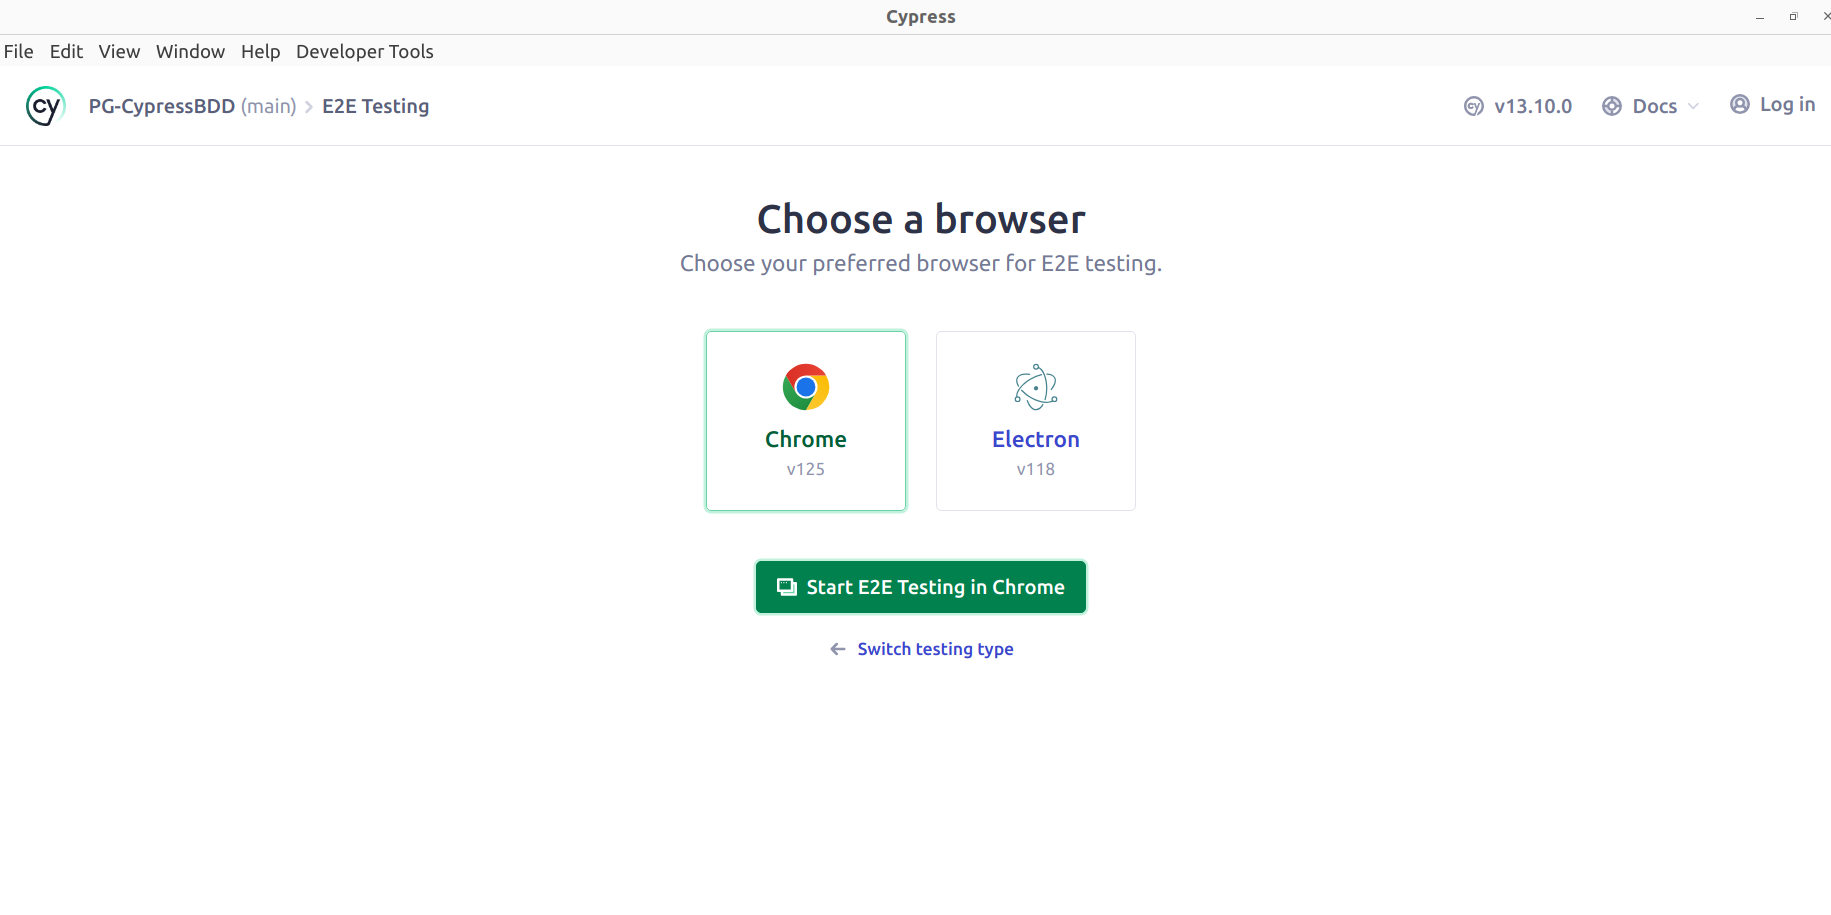 Cypress
File Edit View Window Help Developer Tools
cy PG-CypressBDD (main) > E2E Testing cy v13.10.0 Docs Log in
Choose a browser
Choose your preferred browser for E2E testing.
Chrome Electron
v125 v118
Start E2E Testing in Chrome
← Switch testing type